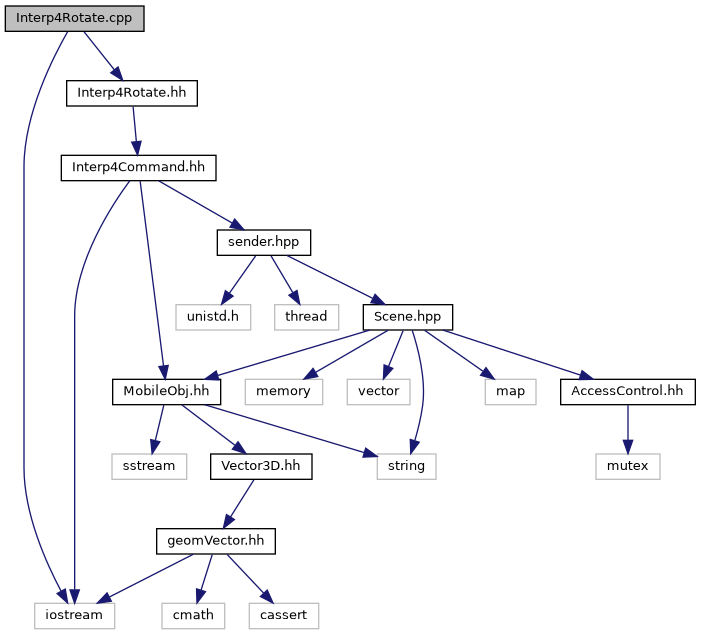 Interp4Rotate.cpp
Interp4Rotate.hh
Interp4Command.hh
sender.hpp
unistd.h
thread
Scene.hpp
MobileObj.hh
memory
vector
map
AccessControl.hh
sstream
Vector3D.hh
string
mutex
geomVector.hh
iostream
cmath
cassert